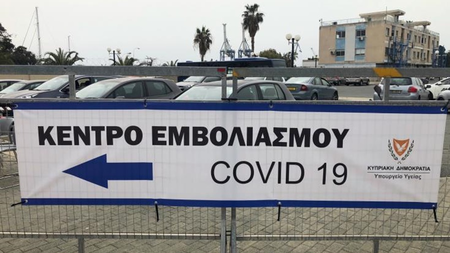 ΚΕΝΤΡΟ ΕΜΒΟΛΙΑΣΜΟΥ
COVID 19
ΚΥΠΡΙΑΚΗ ΔΗΜΟΚΡΑΤΙΑ
Υπουργείο Υγείας